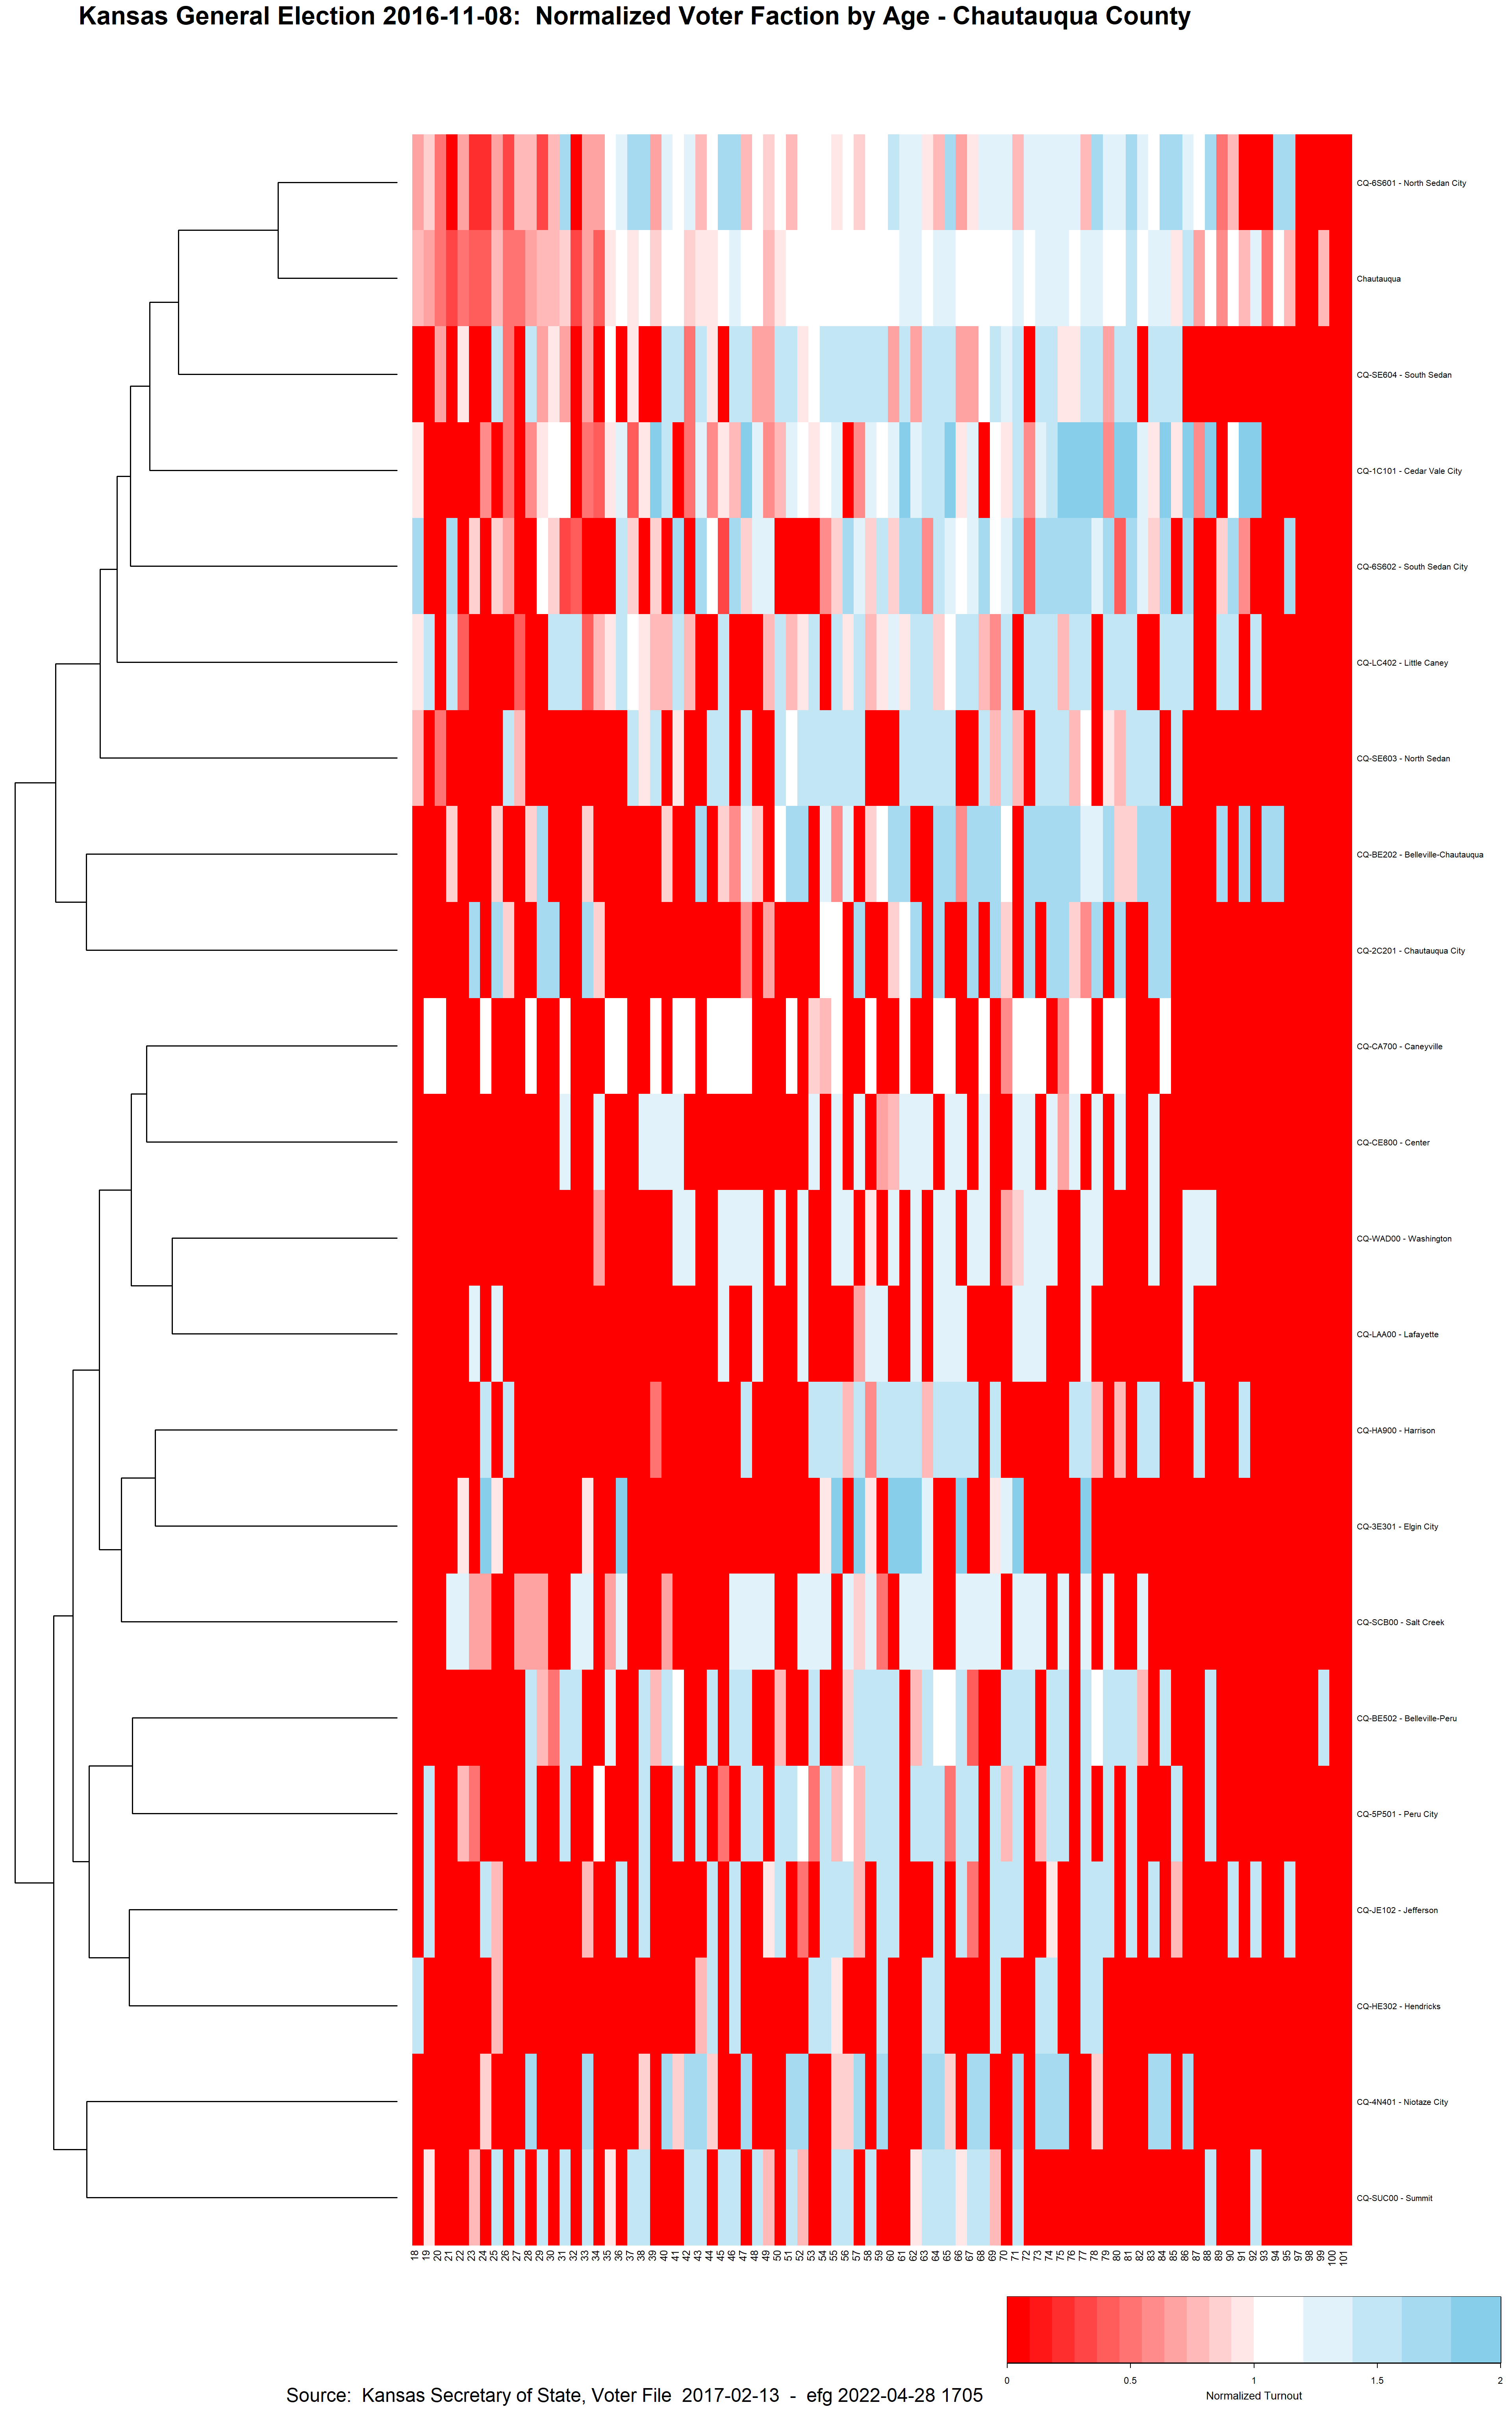 Kansas General Election 2016-11-08:  Normalized Voter Faction by Age - Chautauqua County
CQ-6S601 - North Sedan City
Chautauqua
CQ-SE604 - South Sedan
CQ-1C101 - Cedar Vale City
CQ-6S602 - South Sedan City
CQ-LC402 - Little Caney
CQ-SE603 - North Sedan
CQ-BE202 - Belleville-Chautauqua
CQ-2C201 - Chautauqua City
CQ-CA700 - Caneyville
CQ-CE800 - Center
CQ-WAD00 - Washington
CQ-LAA00 - Lafayette
CQ-HA900 - Harrison
CQ-3E301 - Elgin City
CQ-SCB00 - Salt Creek
CQ-BE502 - Belleville-Peru
CQ-5P501 - Peru City
CQ-JE102 - Jefferson
CQ-HE302 - Hendricks
CQ-4N401 - Niotaze City
CQ-SUC00 - Summit
18 19 20 21 22 23 24 25 26 27 28 29 30 31 32 33 34 35 36 37 38 39 40 41 42 43 44 45 46 47 48 49 50 51 52 53 54 55 56 57 58 59 60 61 62 63 64 65 66 67 68 69 70 71 72 73 74 75 76 77 78 79 80 81 82 83 84 85 86 87 88 89 90 91 92 93 94 95 97 98 99 100 101
0 0.5 1 1.5 2
Normalized Turnout
Source:  Kansas Secretary of State, Voter File  2017-02-13  -  efg 2022-04-28 1705